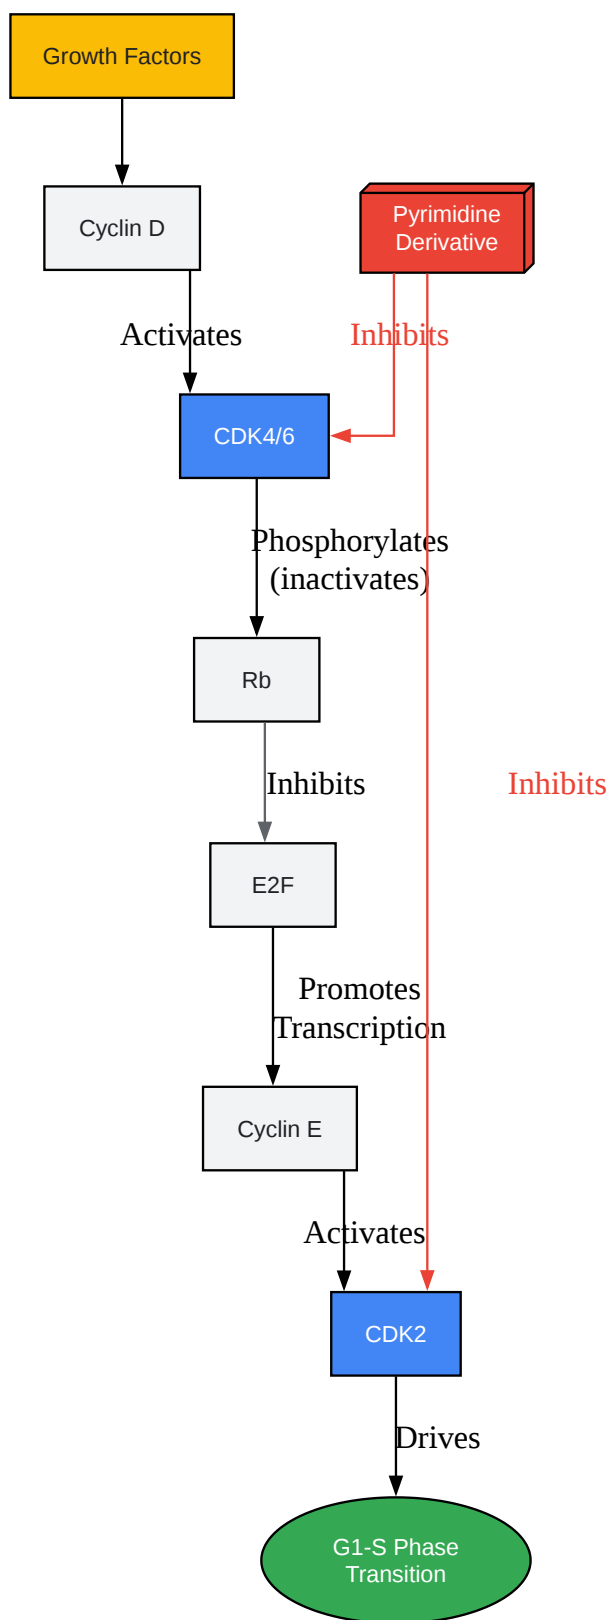 Growth Factors
Cyclin D
Pyrimidine
Derivative
Activates
Inhibits
CDK4/6
Phosphorylates
(inactivates)
Rb
Inhibits
Inhibits
E2F
Promotes
Transcription
Cyclin E
Activates
CDK2
Drives
G1-S Phase
Transition